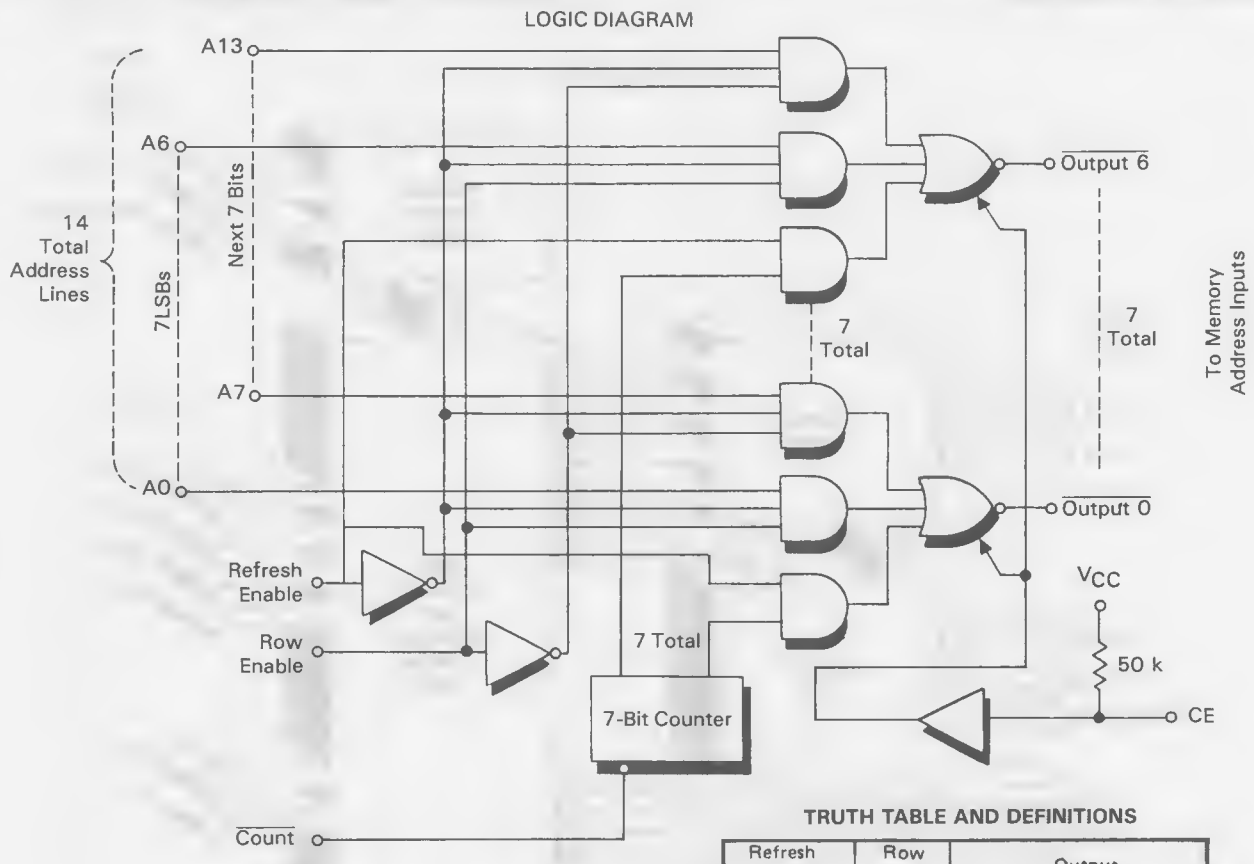 LOGIC DIAGRAM
A13
A6
14
Total
Address
Lines
7LSBs
Next 7 Bits
Output 6
7
Total
7
Total
To Memory
Address Inputs
A7
A0
Output 0
Refresh
Enable
VCC
Row
Enable
7 Total
50 k
7-Bit Counter
CE
Count
TRUTH TABLE AND DEFINITIONS
Refresh
Row
Output